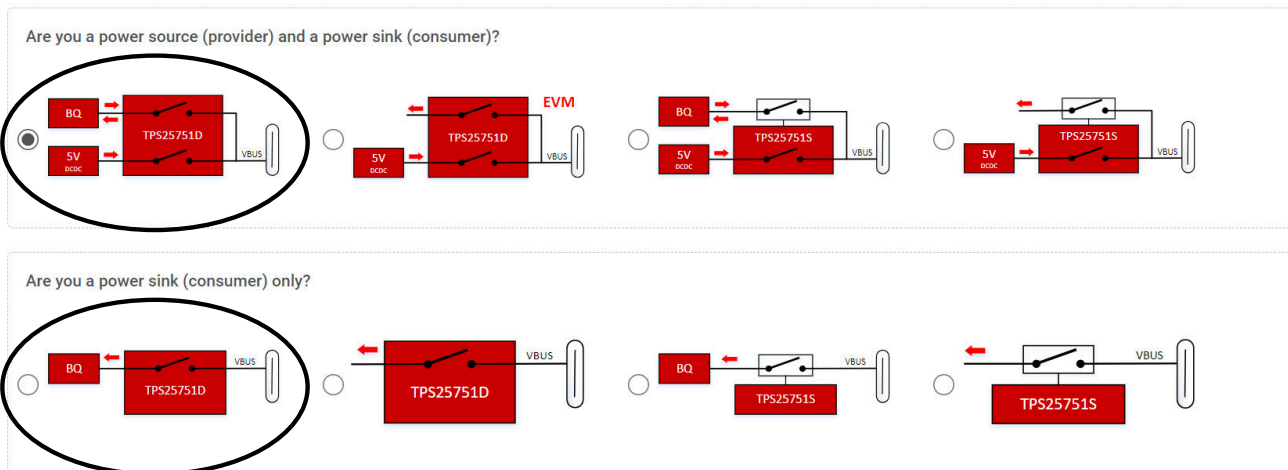 Are you a power source (provider) and a power sink (consumer)?
BQ
TPS25751D
5V
DCDC
VBUS
EVM
TPS25751D
5V
DCDC
VBUS
BQ
TPS25751S
5V
DCDC
VBUS
TPS25751S
5V
DCDC
VBUS
Are you a power sink (consumer) only?
BQ
TPS25751D
VBUS
TPS25751D
VBUS
BQ
TPS25751S
VBUS
TPS25751S
VBUS